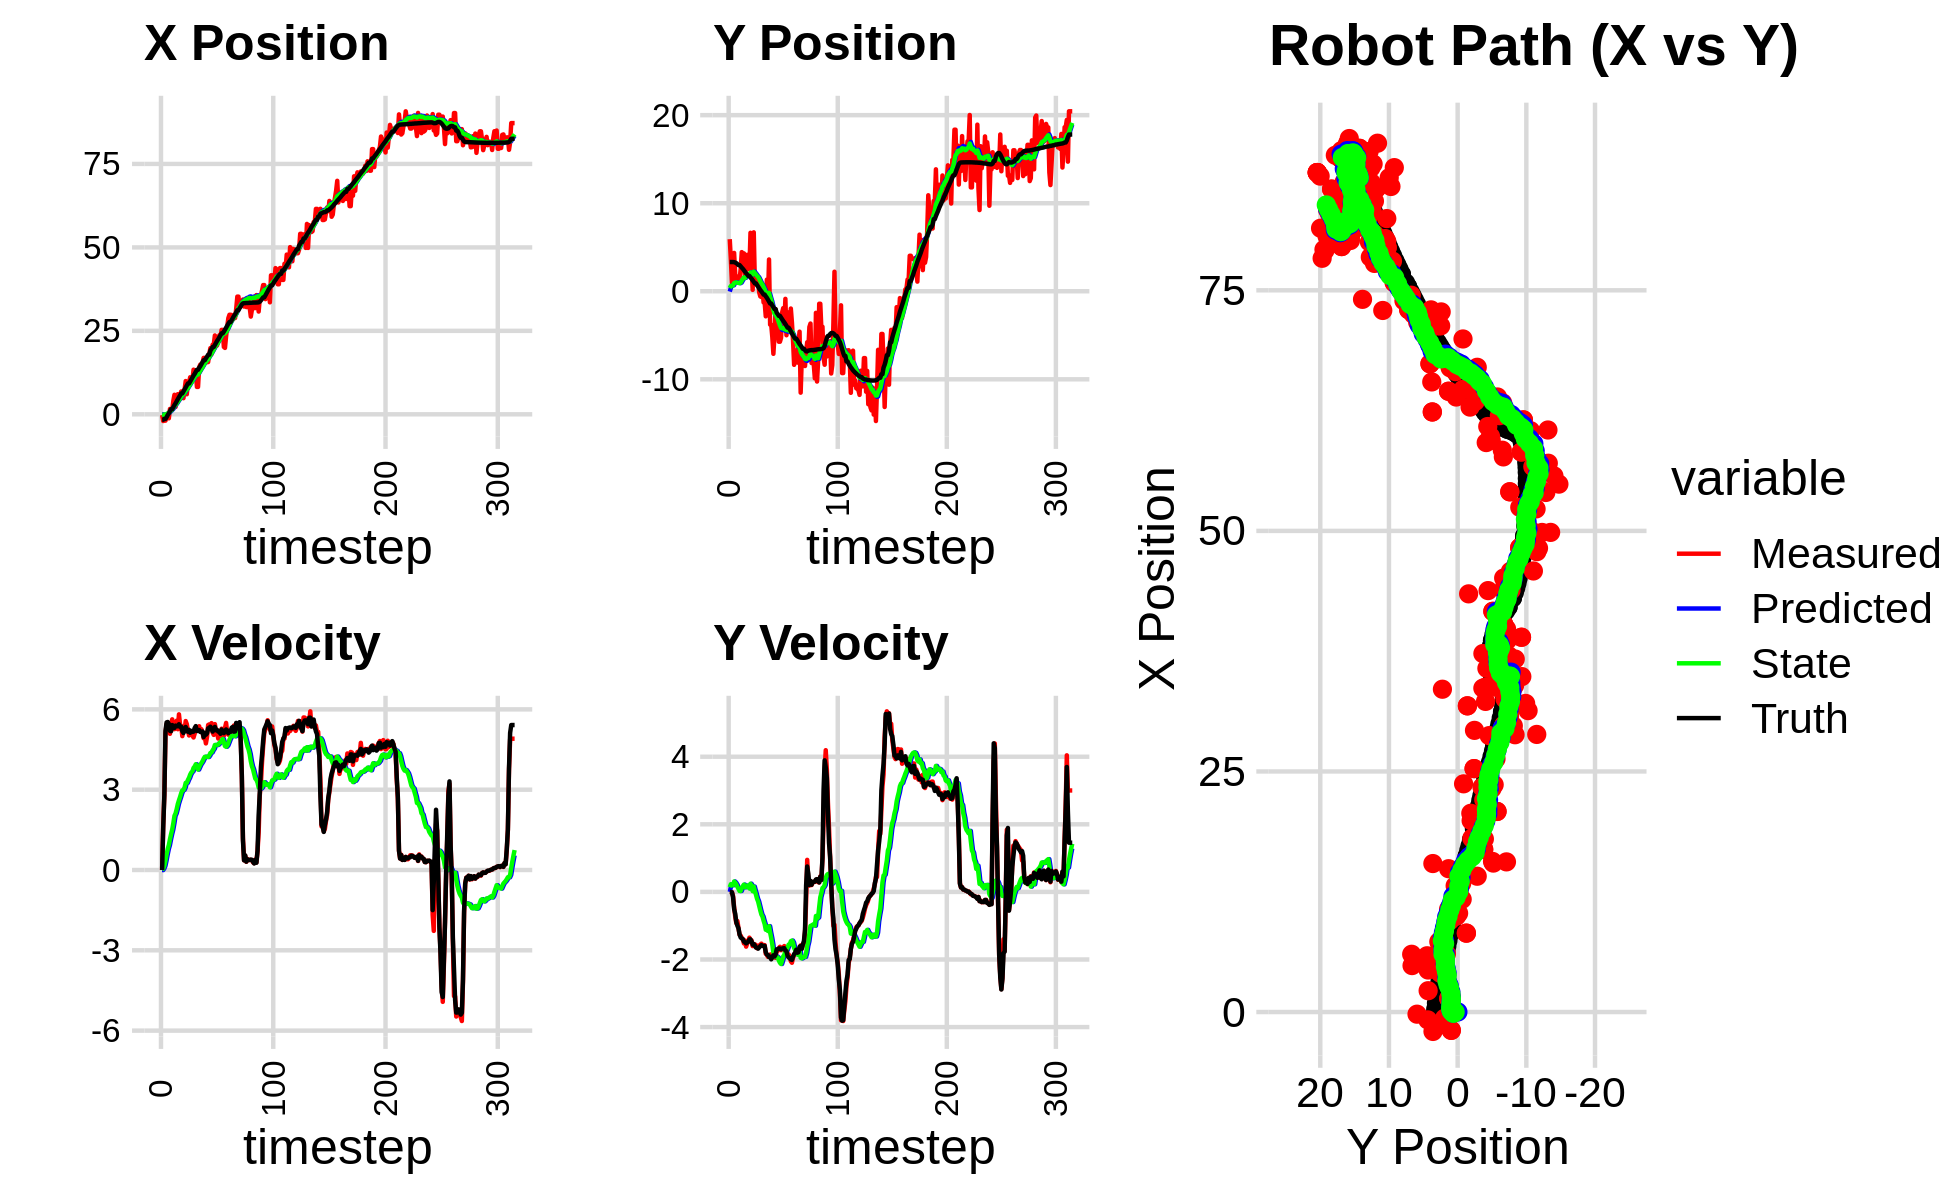 X Position
75
50
25
0
0
100
200
300
timestep
Y Position
20
10
0
-10
0
100
200
300
timestep
X Velocity
6
3
0
-3
-6
0
100
200
300
timestep
Y Velocity
4
2
0
-2
-4
0
100
200
300
timestep
Robot Path (X vs Y)
X Position
75
50
25
0
20 10 0 -10 -20
Y Position
variable
Measured
Predicted
State
Truth